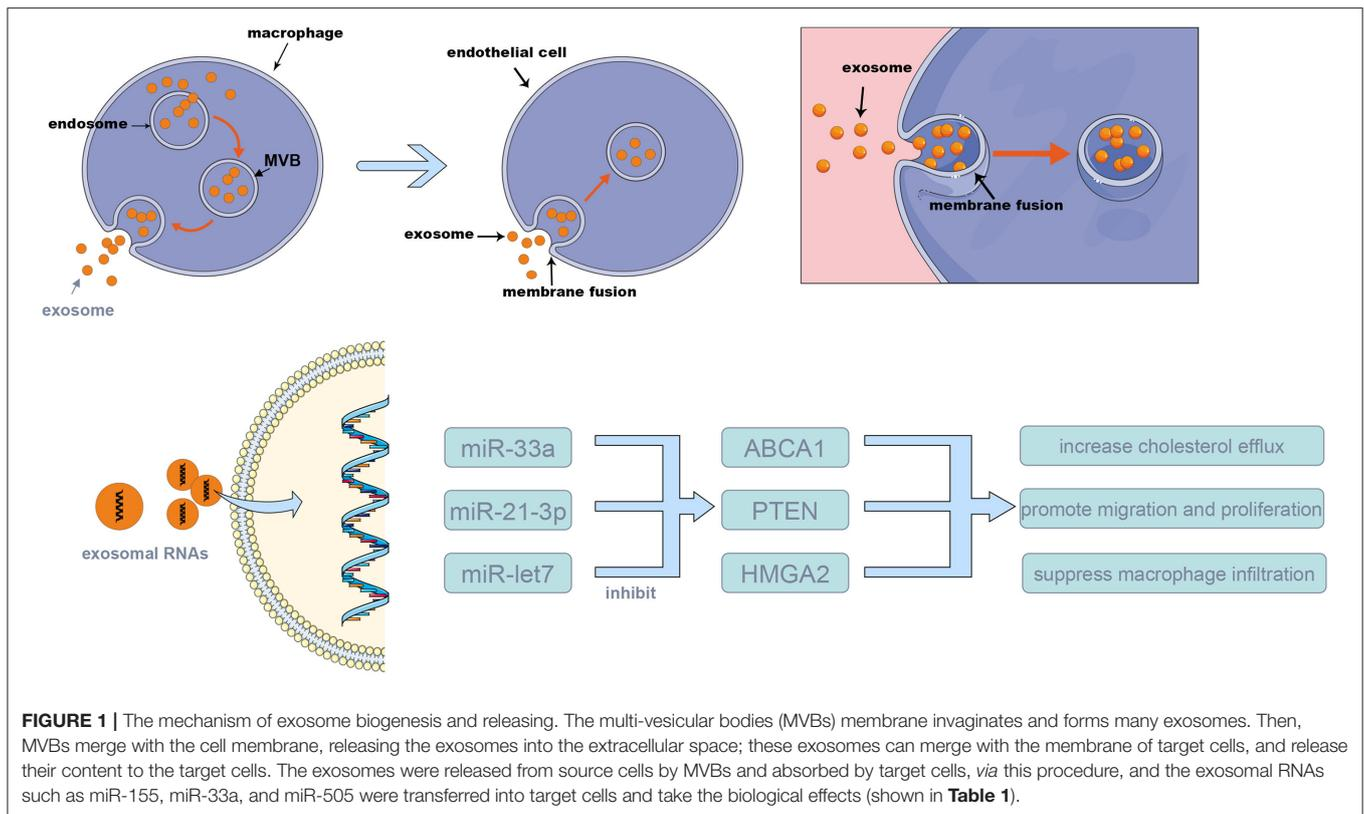 macrophage
endosome
MVB
exosome
endothelial cell
exosome
membrane fusion
exosome
membrane fusion
exosomal RNAs
miR-33a
miR-21-3p
miR-let7
inhibit
ABCA1
PTEN
HMGA2
increase cholesterol efflux
promote migration and proliferation
suppress macrophage infiltration
FIGURE 1 | The mechanism of exosome biogenesis and releasing. The multi-vesicular bodies (MVBs) membrane invaginates and forms many exosomes. Then,
MVBs merge with the cell membrane, releasing the exosomes into the extracellular space; these exosomes can merge with the membrane of target cells, and release
their content to the target cells. The exosomes were released from source cells by MVBs and absorbed by target cells, via this procedure, and the exosomal RNAs
such as miR-155, miR-33a, and miR-505 were transferred into target cells and take the biological effects (shown in Table 1).